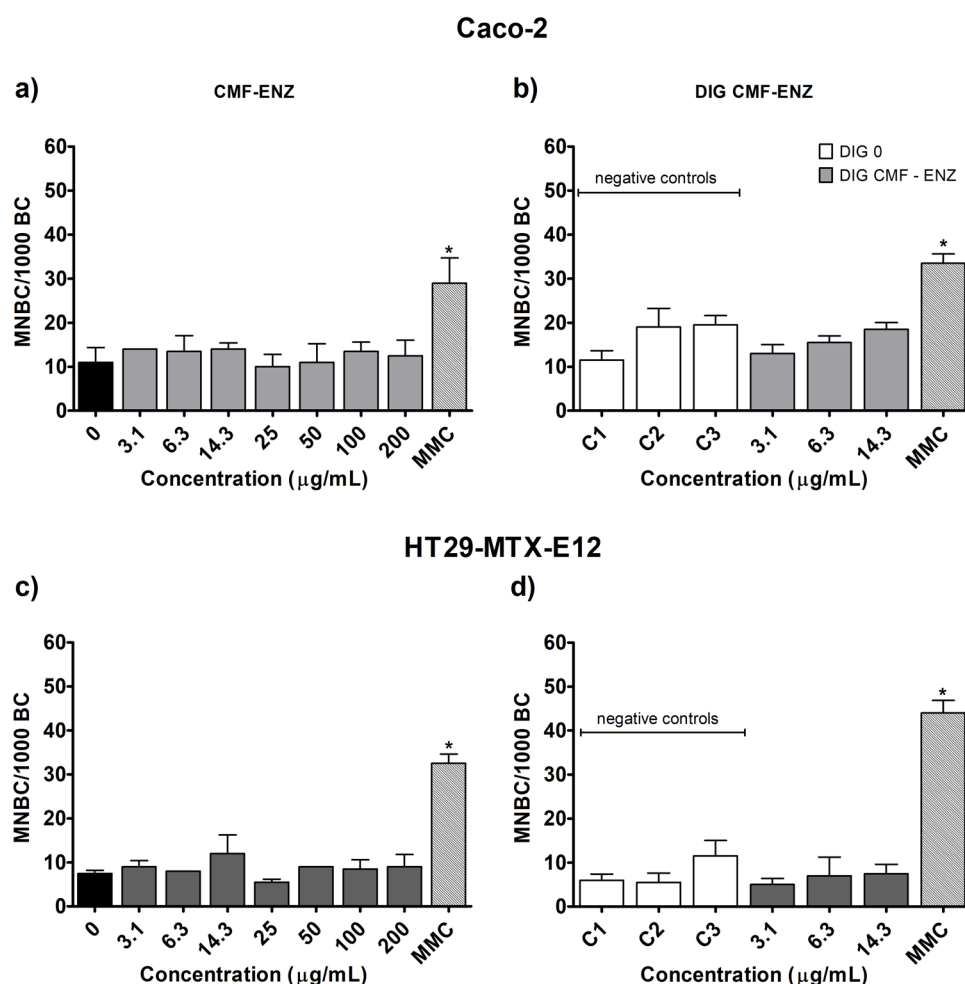 Caco-2
a)
CMF-ENZ
MNBC/1000 BC
60
50
40
30
20
10
0
*
0 3.1 6.3 14.3 25 50 100 200 MMC
Concentration (μg/mL)
b)
DIG CMF-ENZ
DIG 0
DIG CMF - ENZ
negative controls
MNBC/1000 BC
60
50
40
30
20
10
0
*
C1 C2 C3 3.1 6.3 14.3 MMC
Concentration (μg/mL)
HT29-MTX-E12
c)
MNBC/1000 BC
60
50
40
30
20
10
0
*
0 3.1 6.3 14.3 25 50 100 200 MMC
Concentration (μg/mL)
d)
negative controls
MNBC/1000 BC
60
50
40
30
20
10
0
*
C1 C2 C3 3.1 6.3 14.3 MMC
Concentration (μg/mL)